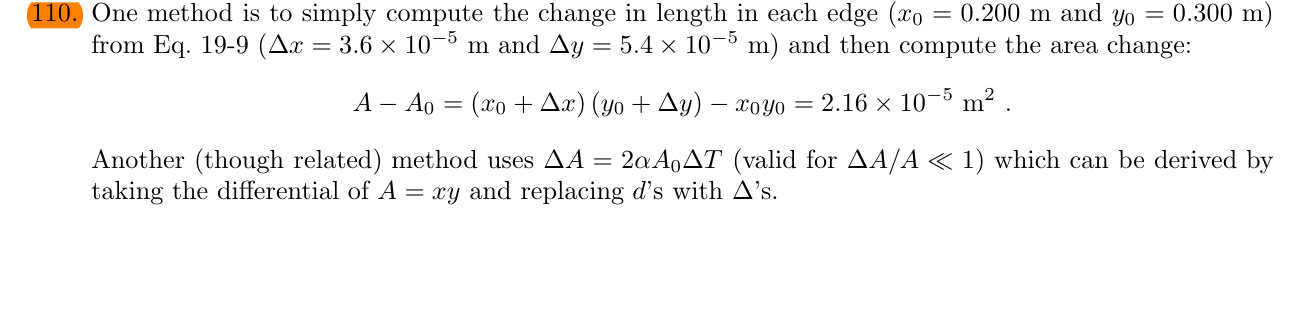 110. One method is to simply compute the change in length in each edge (x₀ = 0.200 m and y₀ = 0.300 m)
from Eq. 19-9 (Δx = 3.6 × 10⁻⁵ m and Δy = 5.4 × 10⁻⁵ m) and then compute the area change:
A − A₀ = (x₀ + Δx) (y₀ + Δy) − x₀y₀ = 2.16 × 10⁻⁵ m² .
Another (though related) method uses ΔA = 2αA₀ΔT (valid for ΔA/A ≪ 1) which can be derived by
taking the differential of A = xy and replacing d's with Δ's.